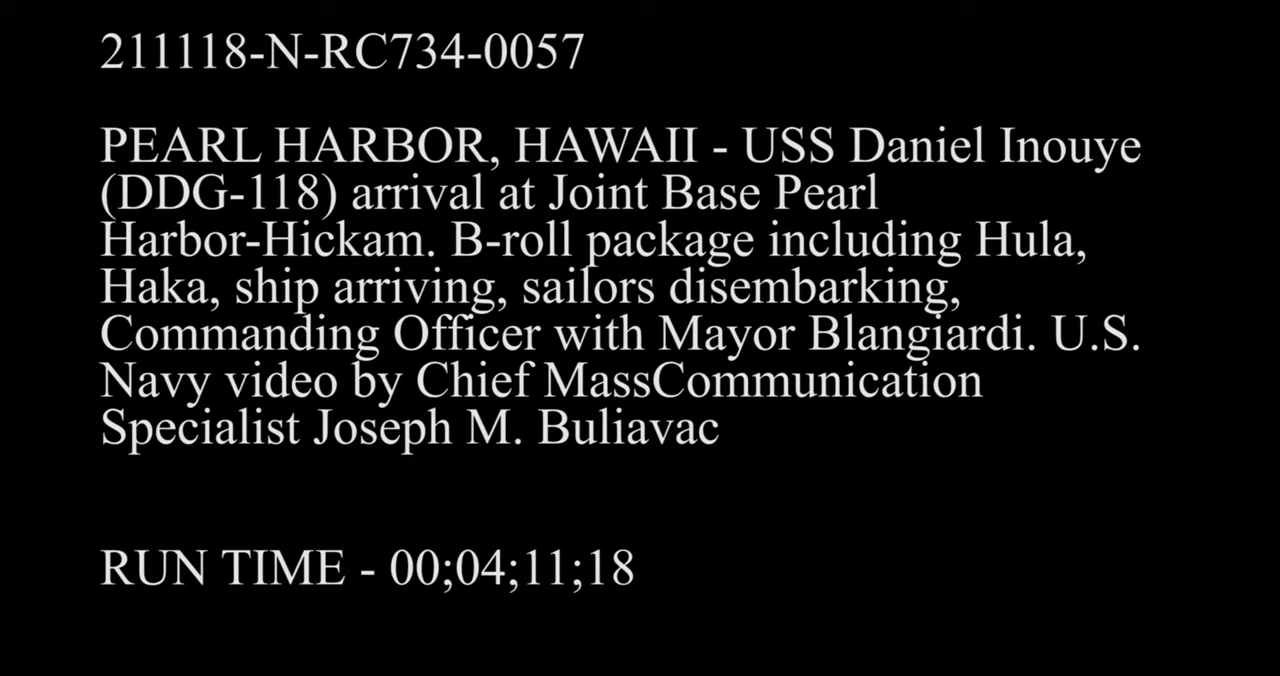 211118-N-RC734-0057
PEARL HARBOR, HAWAII - USS Daniel Inouye
(DDG-118) arrival at Joint Base Pearl
Harbor-Hickam. B-roll package including Hula,
Haka, ship arriving, sailors disembarking,
Commanding Officer with Mayor Blangiardi. U.S.
Navy video by Chief MassCommunication
Specialist Joseph M. Buliavac
RUN TIME - 00;04;11;18